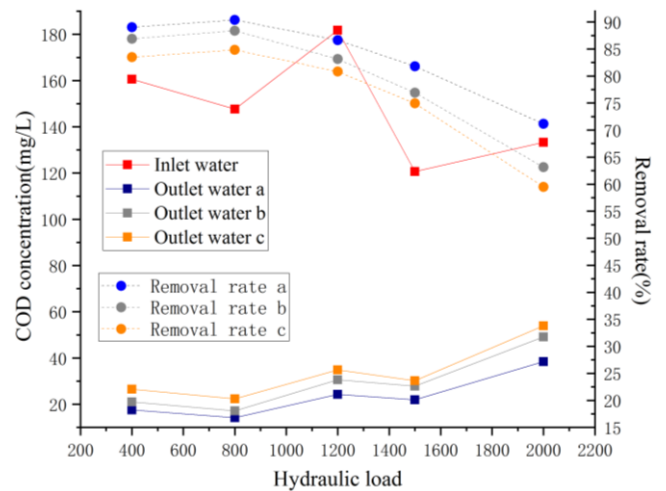 COD concentration(mg/L)
180
160
140
120
100
80
60
40
20
Inlet water
Outlet water a
Outlet water b
Outlet water c
Removal rate a
Removal rate b
Removal rate c
90
85
80
75
70
65
60
55
50
45
40
35
30
25
20
15
Removal rate(%)
200 400 600 800 1000 1200 1400 1600 1800 2000 2200
Hydraulic load